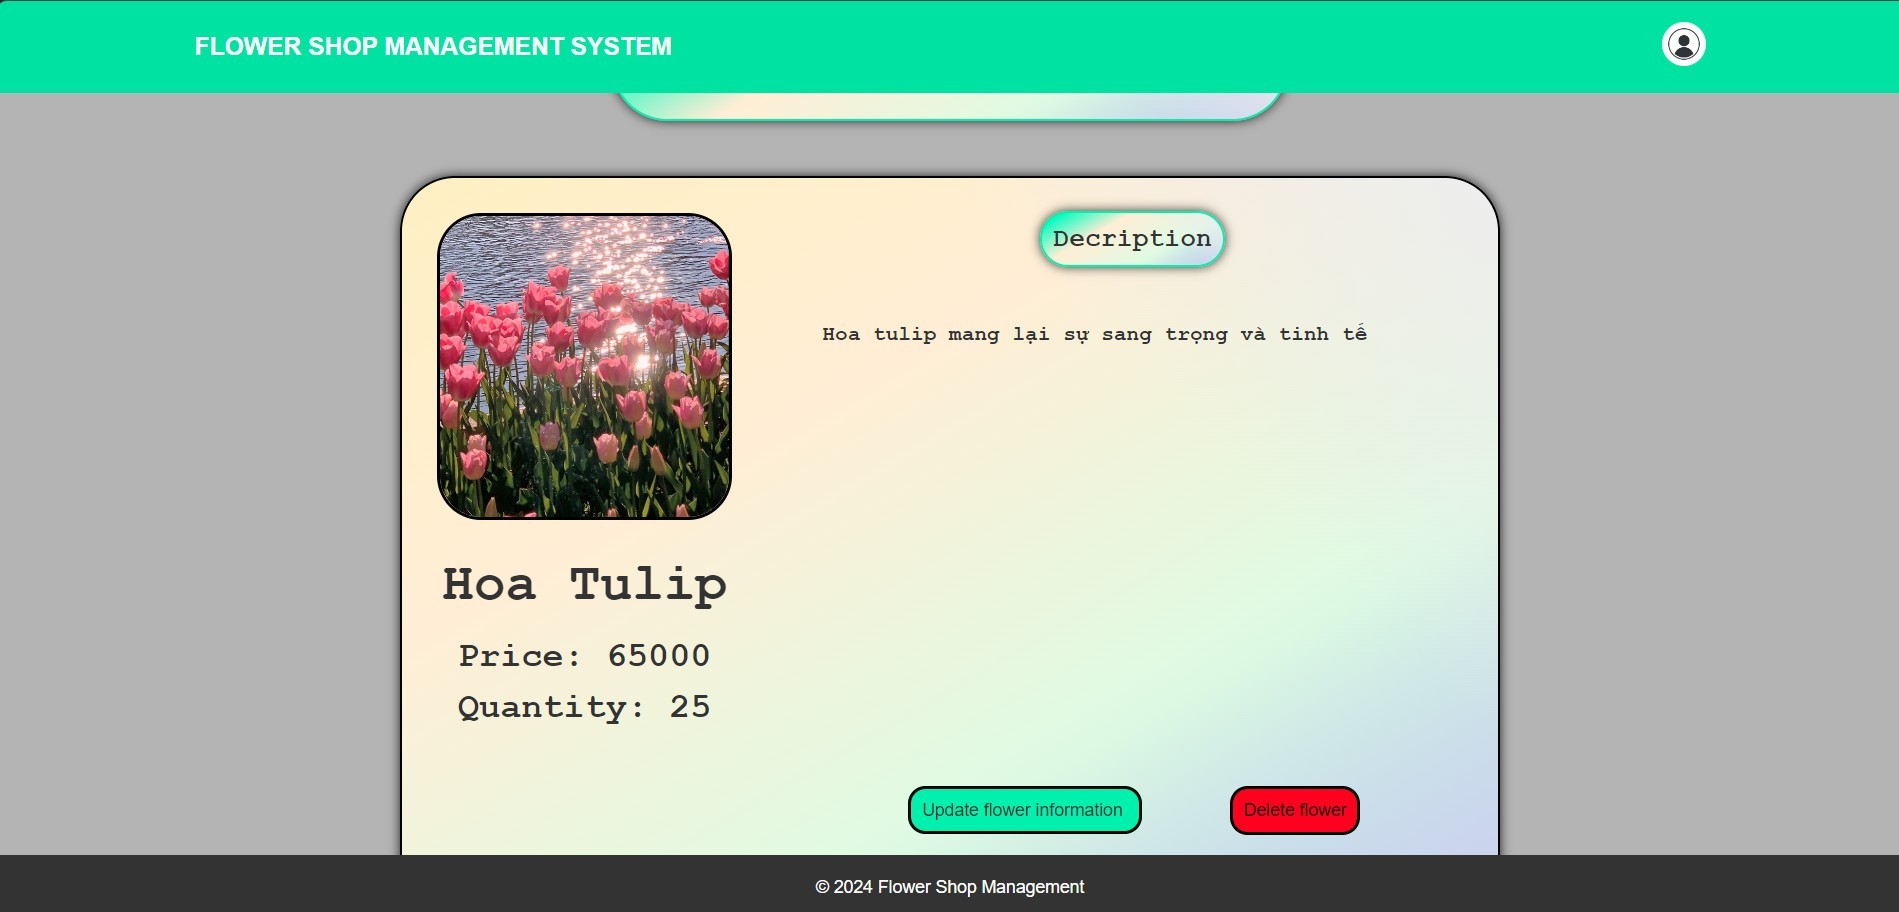 FLOWER SHOP MANAGEMENT SYSTEM
Decription
Hoa tulip mang lại sự sang trọng và tinh tế
Hoa Tulip
Price: 65000
Quantity: 25
Update flower information
Delete flower
© 2024 Flower Shop Management